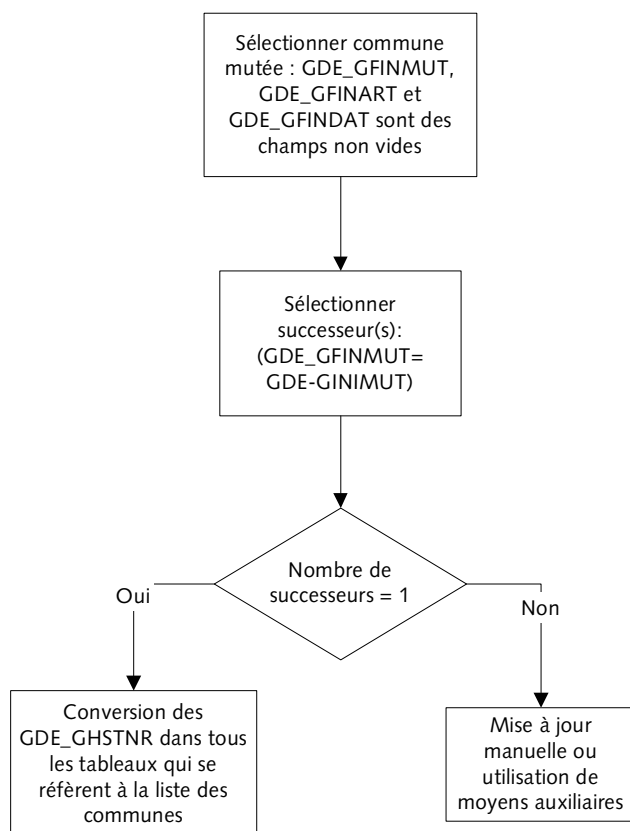 Sélectionner commune
mutée : GDE_GFINMUT,
GDE_GFINART et
GDE_GFINDAT sont des
champs non vides
Sélectionner
successeur(s):
(GDE_GFINMUT=
GDE-GINIMUT)
Nombre de
successeurs = 1
Oui
Non
Conversion des
GDE_GHSTNR dans tous
les tableaux qui se
réfèrent à la liste des
communes
Mise à jour
manuelle ou
utilisation de
moyens auxiliaires